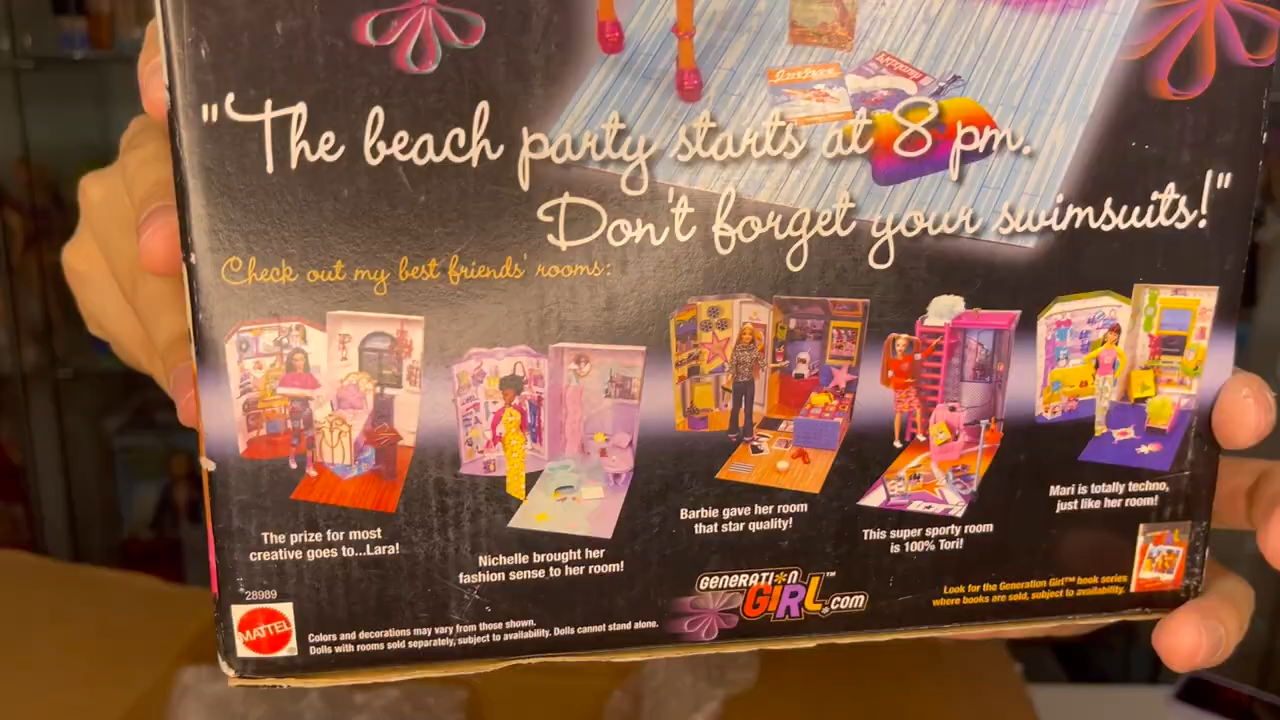 "The beach party starts at 8 pm.
Don't forget your swimsuits!"
Check out my best friends' rooms:
The prize for most
creative goes to...Lara!
Nichelle brought her
fashion sense to her room!
Barbie gave her room
that star quality!
This super sporty room
is 100% Tori!
Mari is totally techno,
just like her room!
28989
MATTEL
Colors and decorations may vary from those shown.
Dolls with rooms sold separately, subject to availability. Dolls cannot stand alone.
GENERATION
GIRL™.COM
Look for the Generation Girl™ book series
where books are sold, subject to availability.